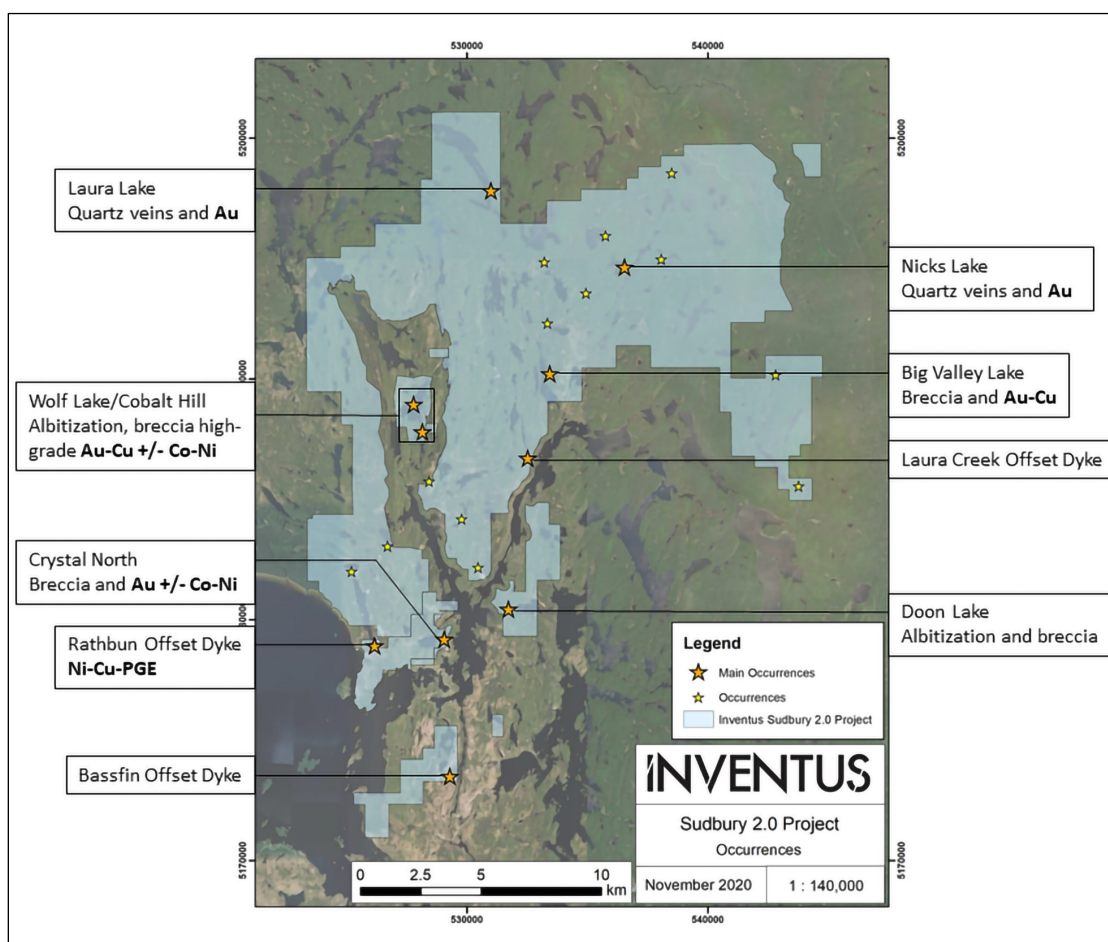 530000
540000
5200000
5200000
Laura Lake
Quartz veins and Au
Nicks Lake
Quartz veins and Au
Big Valley Lake
Breccia and Au-Cu
Wolf Lake/Cobalt Hill
Albitization, breccia high-
grade Au-Cu +/- Co-Ni
Laura Creek Offset Dyke
Crystal North
Breccia and Au +/- Co-Ni
Doon Lake
Albitization and breccia
Rathbun Offset Dyke
Ni-Cu-PGE
Legend
Main Occurrences
Occurrences
Inventus Sudbury 2.0 Project
Bassfin Offset Dyke
INVENTUS
Sudbury 2.0 Project
Occurrences
November 2020
1 : 140,000
5170000
5170000
0 2.5 5 10
km
530000
540000